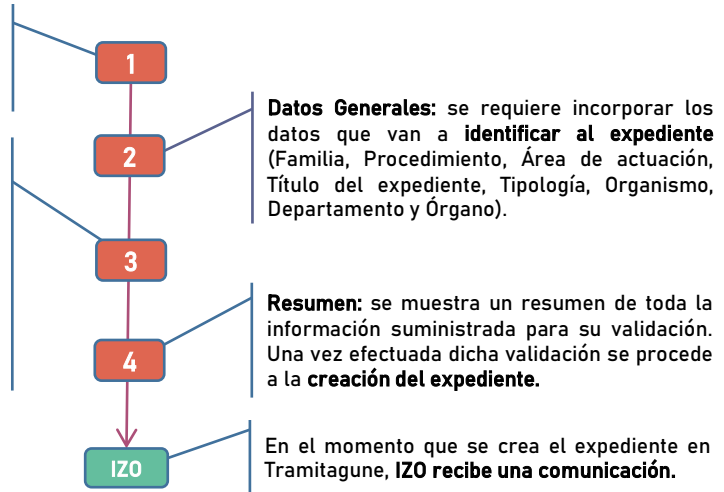 1
Datos Generales: se requiere incorporar los
datos que van a identificar al expediente
(Familia, Procedimiento, Área de actuación,
Título del expediente, Tipología, Organismo,
Departamento y Órgano).
2
3
Resumen: se muestra un resumen de toda la
información suministrada para su validación.
Una vez efectuada dicha validación se procede
a la creación del expediente.
4
En el momento que se crea el expediente en
Tramitagune, IZO recibe una comunicación.
IZO